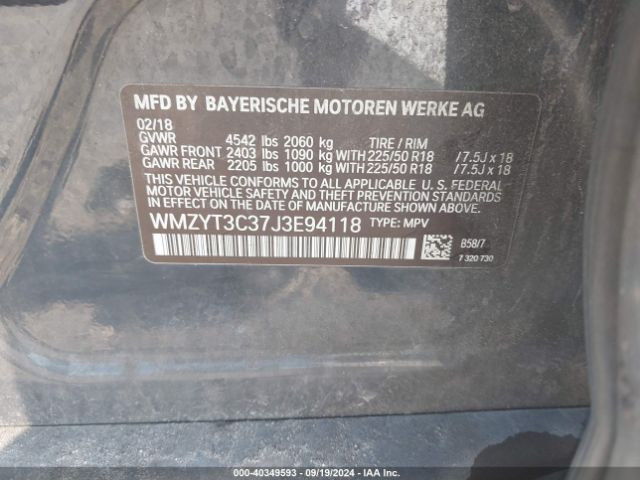 MFD BY BAYERISCHE MOTOREN WERKE AG
02/18
GVWR 4542 lbs 2060 kg TIRE / RIM
GAWR FRONT 2403 lbs 1090 kg WITH 225/50 R18 /7.5J x 18
GAWR REAR 2205 lbs 1000 kg WITH 225/50 R18 /7.5J x 18
THIS VEHICLE CONFORMS TO ALL APPLICABLE U. S. FEDERAL
MOTOR VEHICLE SAFETY AND THEFT PREVENTION STANDARDS
IN EFFECT ON THE DATE OF MANUFACTURE SHOWN ABOVE.
WMZYT3C37J3E94118 TYPE: MPV
B58/7
7 320 730
000-40349593 - 09/19/2024 - IAA Inc.